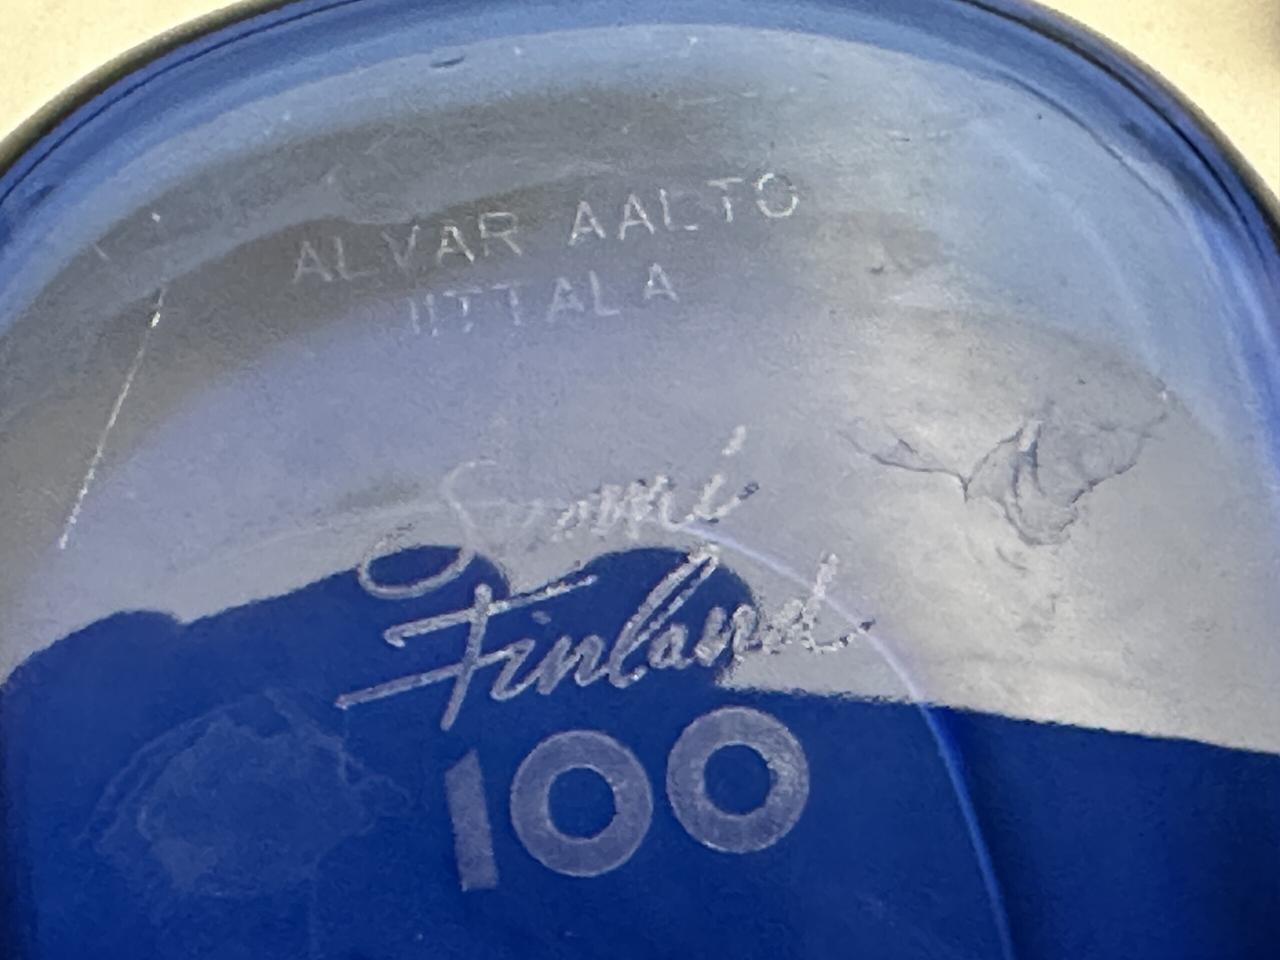 ALVAR AALTO
IITTALA
Suomi
Finland
100